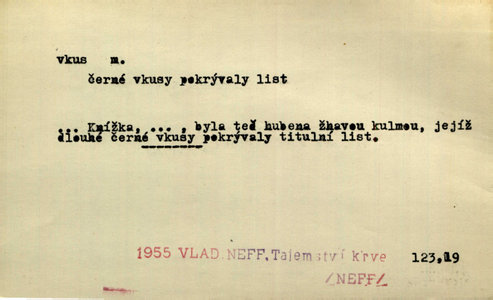 vkus m.
černé vkusy pokrývaly list
... Knížka, ... , byla teď hubena žhavou kulmou, jejíž
dlouhé černé vkusy pokrývaly titulní list.
1955 VLAD. NEFF, Tajemství krve 123,19
/NEFF/